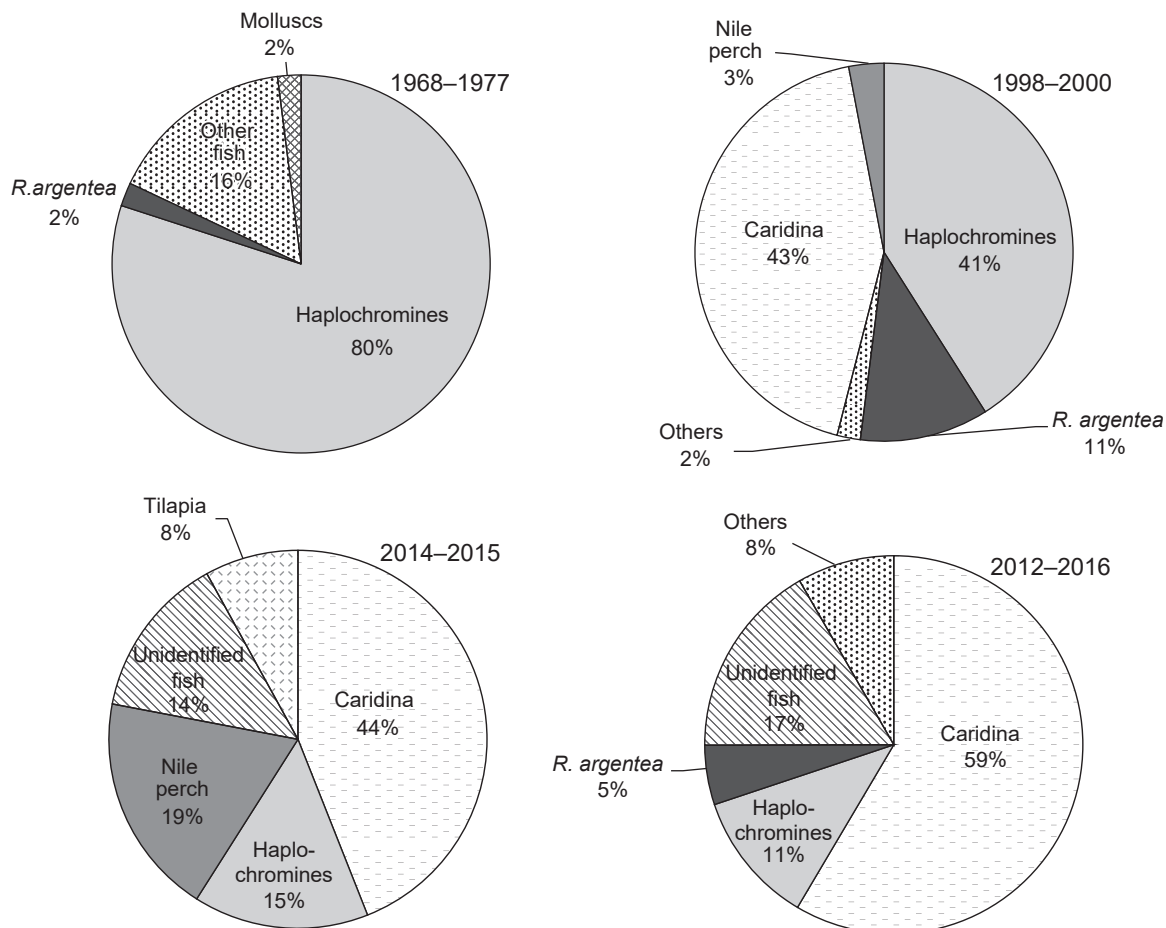 Molluscs
2%
1968–1977
Other
fish
16%
R.argentea
2%
Haplochromines
80%
Nile
perch
3%
1998–2000
Caridina
43%
Haplochromines
41%
Others
2%
R. argentea
11%
Tilapia
8%
2014–2015
Unidentified
fish
14%
Caridina
44%
Nile
perch
19%
Haplo-
chromines
15%
Others
8%
2012–2016
Unidentified
fish
17%
Caridina
59%
R. argentea
5%
Haplo-
chromines
11%